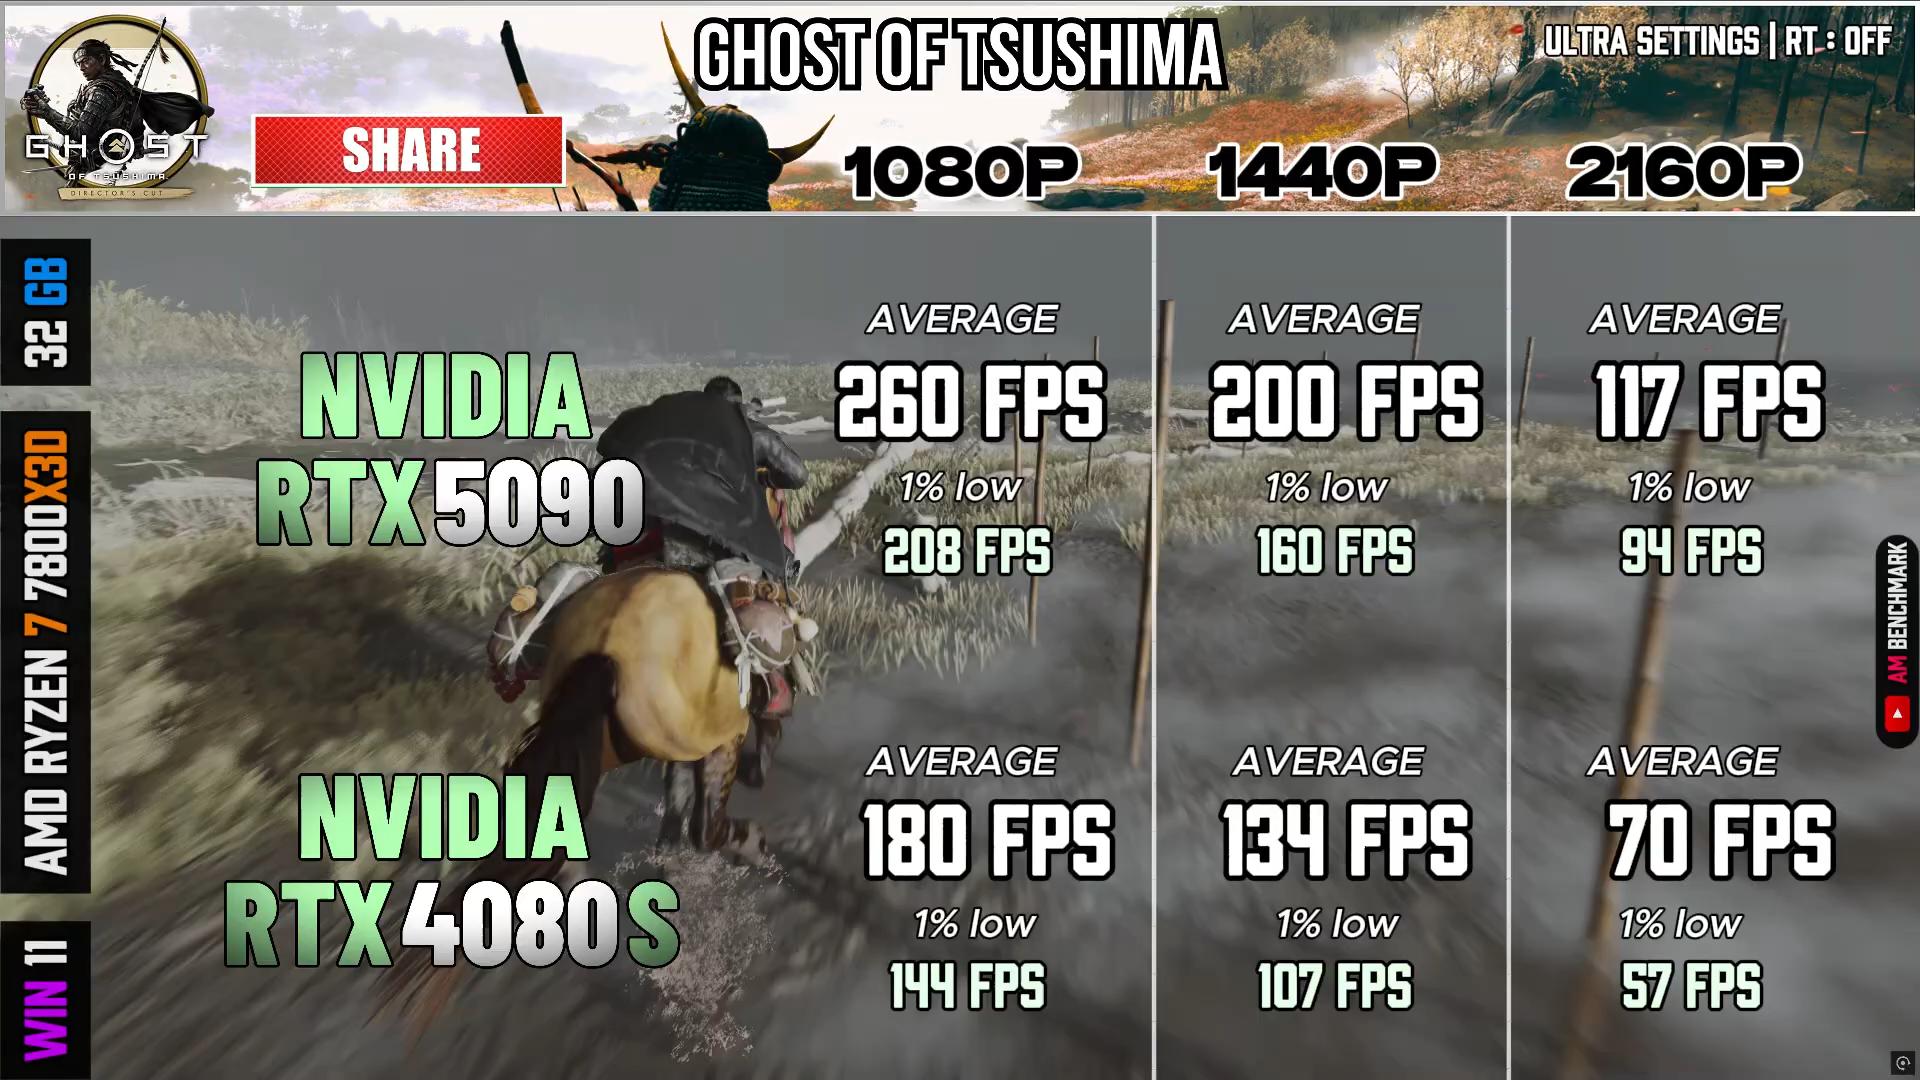 GHOST OF TSUSHIMA
ULTRA SETTINGS | RT : OFF
GHOST
OF TSUSHIMA
DIRECTOR'S CUT
SHARE
1080P
1440P
2160P
32 GB
AMD RYZEN 7 7800X3D
WIN 11
NVIDIA
RTX 5090
AVERAGE
260 FPS
1% low
208 FPS
AVERAGE
200 FPS
1% low
160 FPS
AVERAGE
117 FPS
1% low
94 FPS
NVIDIA
RTX 4080 S
AVERAGE
180 FPS
1% low
144 FPS
AVERAGE
134 FPS
1% low
107 FPS
AVERAGE
70 FPS
1% low
57 FPS
AM BENCHMARK